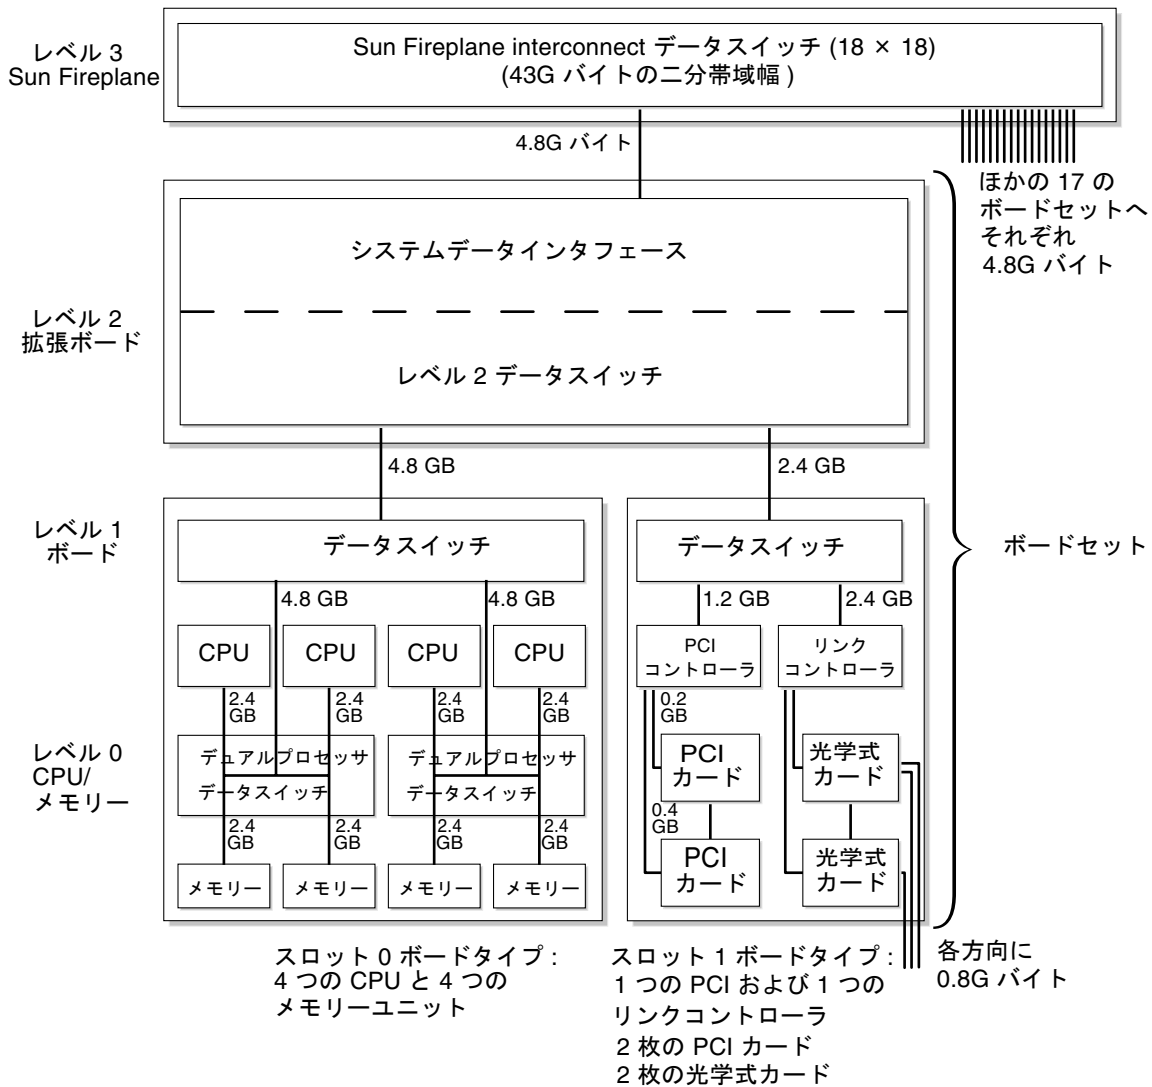 レベル 3
Sun Fireplane
Sun Fireplane interconnect データスイッチ (18 × 18)
(43G バイトの二分帯域幅 )
4.8G バイト
ほかの 17 の
ボードセットへ
それぞれ
4.8G バイト
レベル 2
拡張ボード
システムデータインタフェース
レベル 2 データスイッチ
4.8 GB
2.4 GB
レベル 1
ボード
データスイッチ
データスイッチ
ボードセット
4.8 GB
4.8 GB
1.2 GB
2.4 GB
CPU
CPU
CPU
CPU
PCI
コントローラ
リンク
コントローラ
2.4
GB
2.4
GB
2.4
GB
2.4
GB
0.2
GB
レベル 0
CPU/
メモリー
デュアルプロセッサ
データスイッチ
デュアルプロセッサ
データスイッチ
PCI
カード
光学式
カード
2.4
GB
2.4
GB
2.4
GB
2.4
GB
0.4
GB
メモリー
メモリー
メモリー
メモリー
PCI
カード
光学式
カード
スロット 0 ボードタイプ :
4 つの CPU と 4 つの
メモリーユニット
スロット 1 ボードタイプ :
1 つの PCI および 1 つの
リンクコントローラ
2 枚の PCI カード
2 枚の光学式カード
各方向に
0.8G バイト